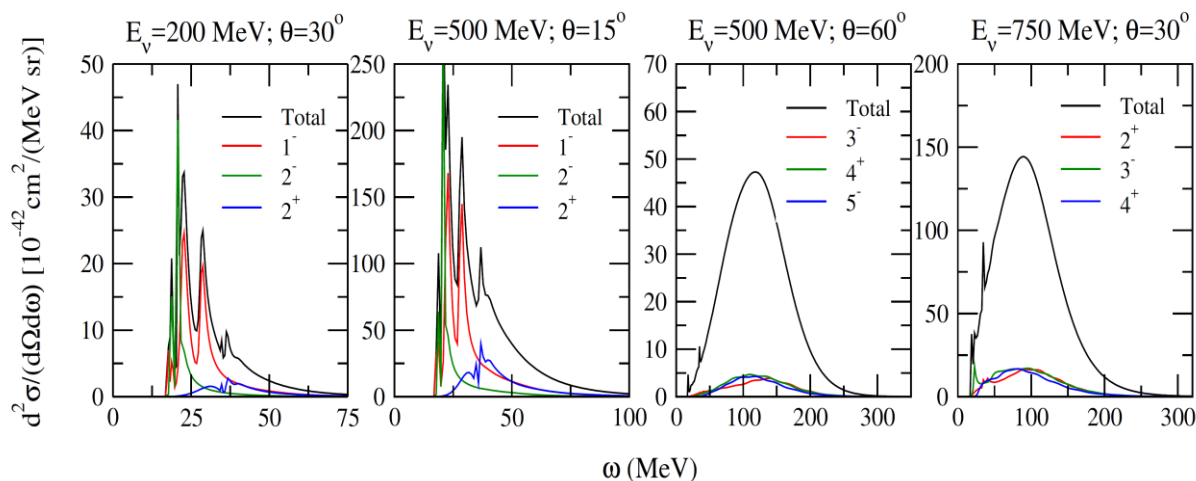 E_ν=200 MeV; θ=30°
E_ν=500 MeV; θ=15°
E_ν=500 MeV; θ=60°
E_ν=750 MeV; θ=30°
d²σ/(dΩdω) [10⁻⁴²cm²/(MeV sr)]
50
40
30
20
10
0
0 25 50 75
Total
1⁻
2⁻
2⁺
250
200
150
100
50
0
0 50 100
Total
1⁻
2⁻
2⁺
70
60
50
40
30
20
10
0
0 100 200 300
Total
3⁻
4⁺
5⁻
200
150
100
50
0
0 100 200 300
Total
2⁺
3⁻
4⁺
ω (MeV)